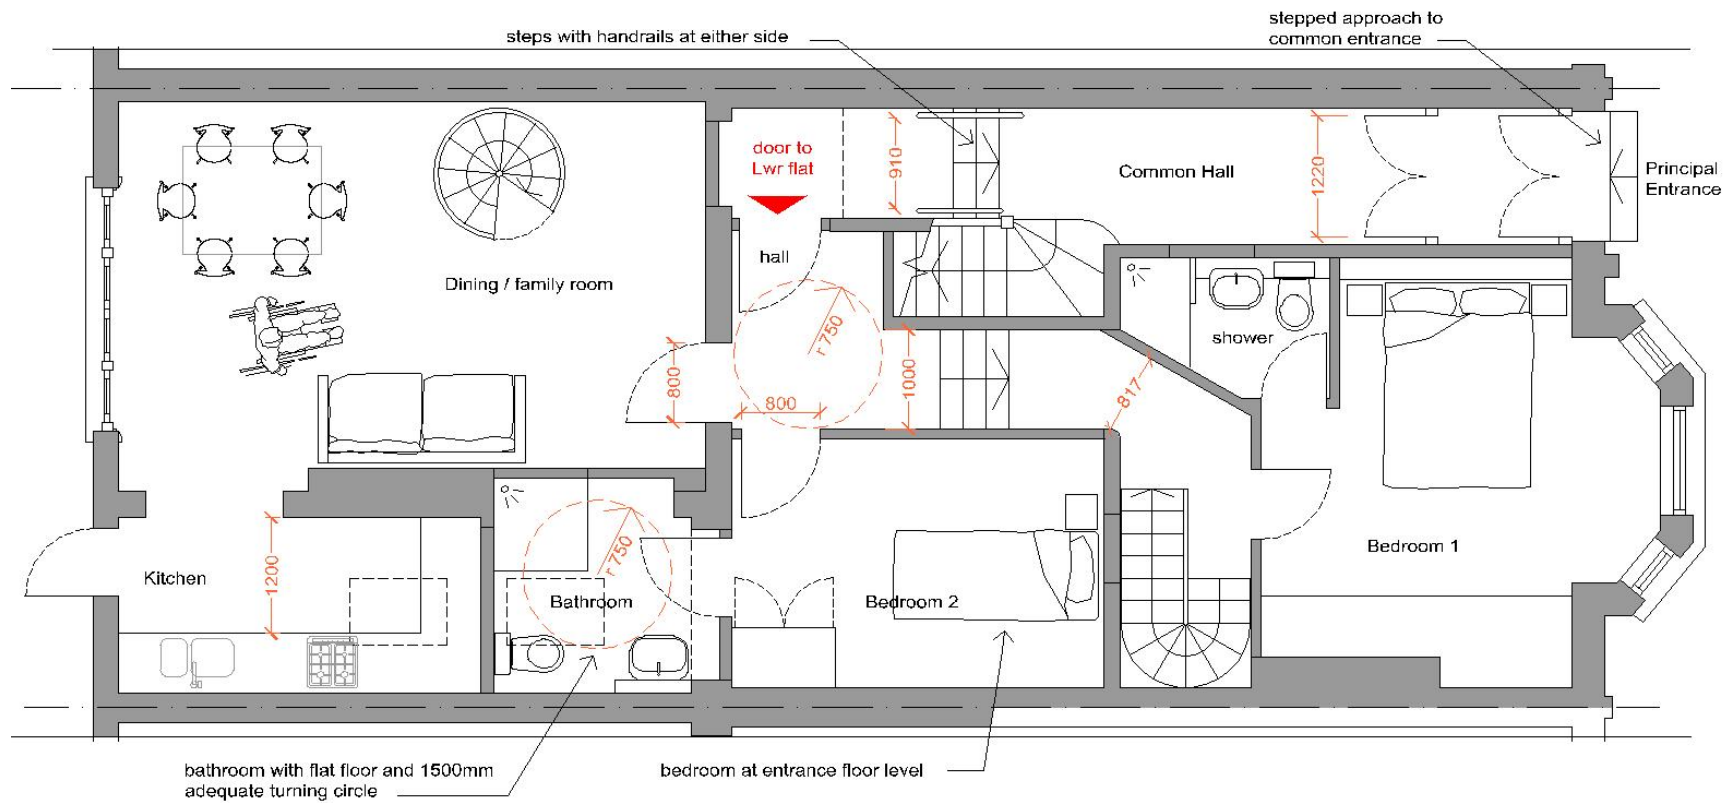 stepped approach to
common entrance
steps with handrails at either side
door to
Lwr flat
910
Common Hall
1220
Principal
Entrance
hall
Dining / family room
r750
shower
800
1000
817
800
Bedroom 1
r750
1200
Kitchen
Bathroom
Bedroom 2
bathroom with flat floor and 1500mm
adequate turning circle
bedroom at entrance floor level